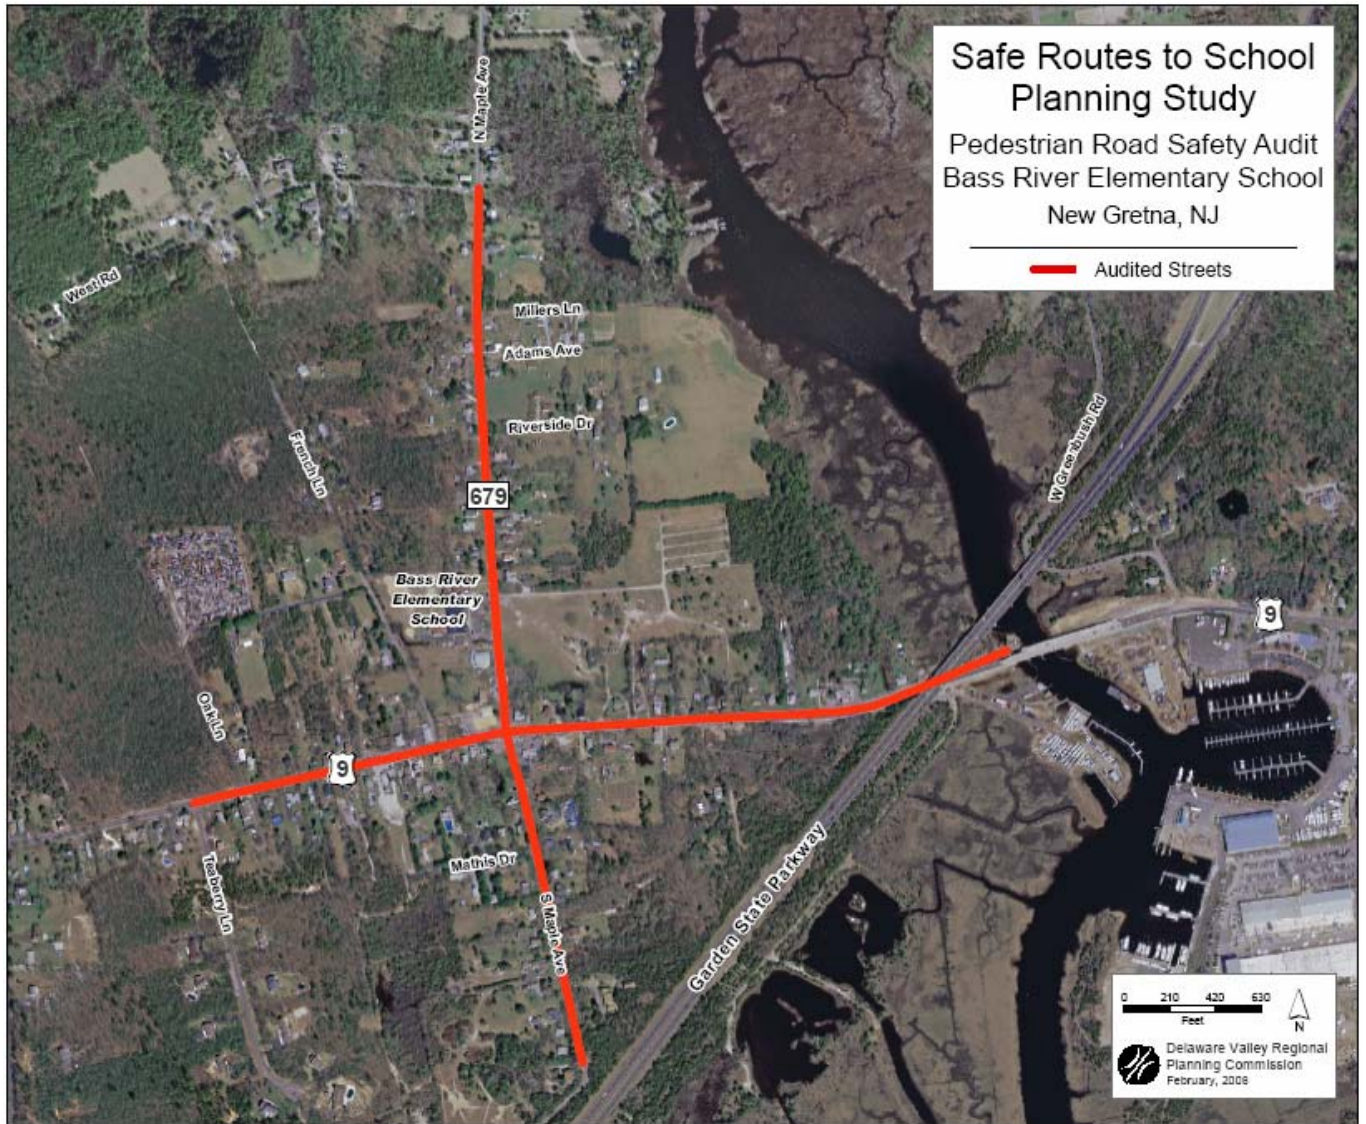 Safe Routes to School
Planning Study
Pedestrian Road Safety Audit
Bass River Elementary School
New Gretna, NJ
Audited Streets
N Maple Ave
West Rd
Millers Ln
Adams Ave
Riverside Dr
French Ln
W Greenbush Rd
679
Bass River
Elementary
School
9
Oak Ln
9
Mathis Dr
Teaberry Ln
S Maple Ave
Garden State Parkway
0 210 420 630
Feet
N
Delaware Valley Regional
Planning Commission
February, 2008